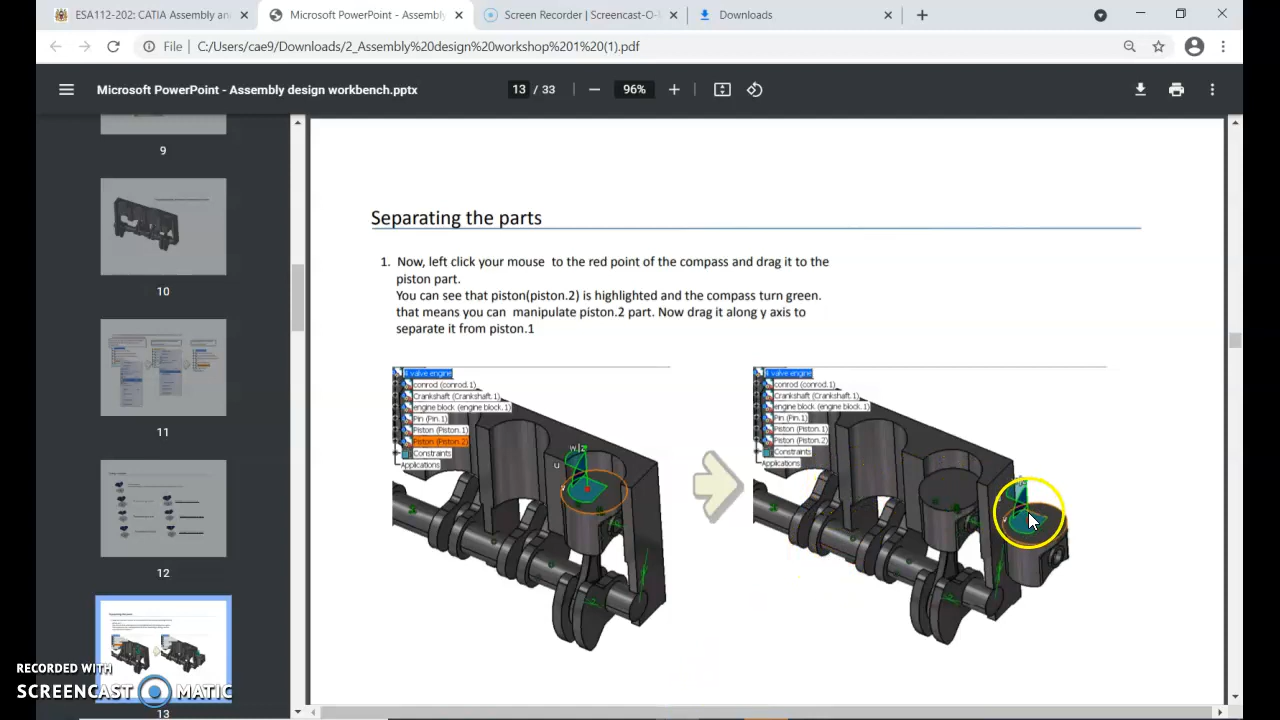 ESA112-202: CATIA Assembly an
Microsoft PowerPoint - Assembly
Screen Recorder | Screencast-O-
Downloads
File
C:/Users/cae9/Downloads/2_Assembly%20design%20workshop%201%20(1).pdf
Microsoft PowerPoint - Assembly design workbench.pptx
13 / 33
96%
9
10
11
12
13
Separating the parts
1. Now, left click your mouse to the red point of the compass and drag it to the
piston part.
You can see that piston(piston.2) is highlighted and the compass turn green.
that means you can manipulate piston.2 part. Now drag it along y axis to
separate it from piston.1
4 valve engine
conrod (conrod.1)
Crankshaft (Crankshaft.1)
engine block (engine block.1)
Pin (Pin.1)
Piston (Piston.1)
Piston (Piston.2)
Constraints
Applications
w|z
u
4 valve engine
conrod (conrod.1)
Crankshaft (Crankshaft.1)
engine block (engine block.1)
Pin (Pin.1)
Piston (Piston.1)
Piston (Piston.2)
Constraints
Applications
RECORDED WITH
SCREENCAST MATIC